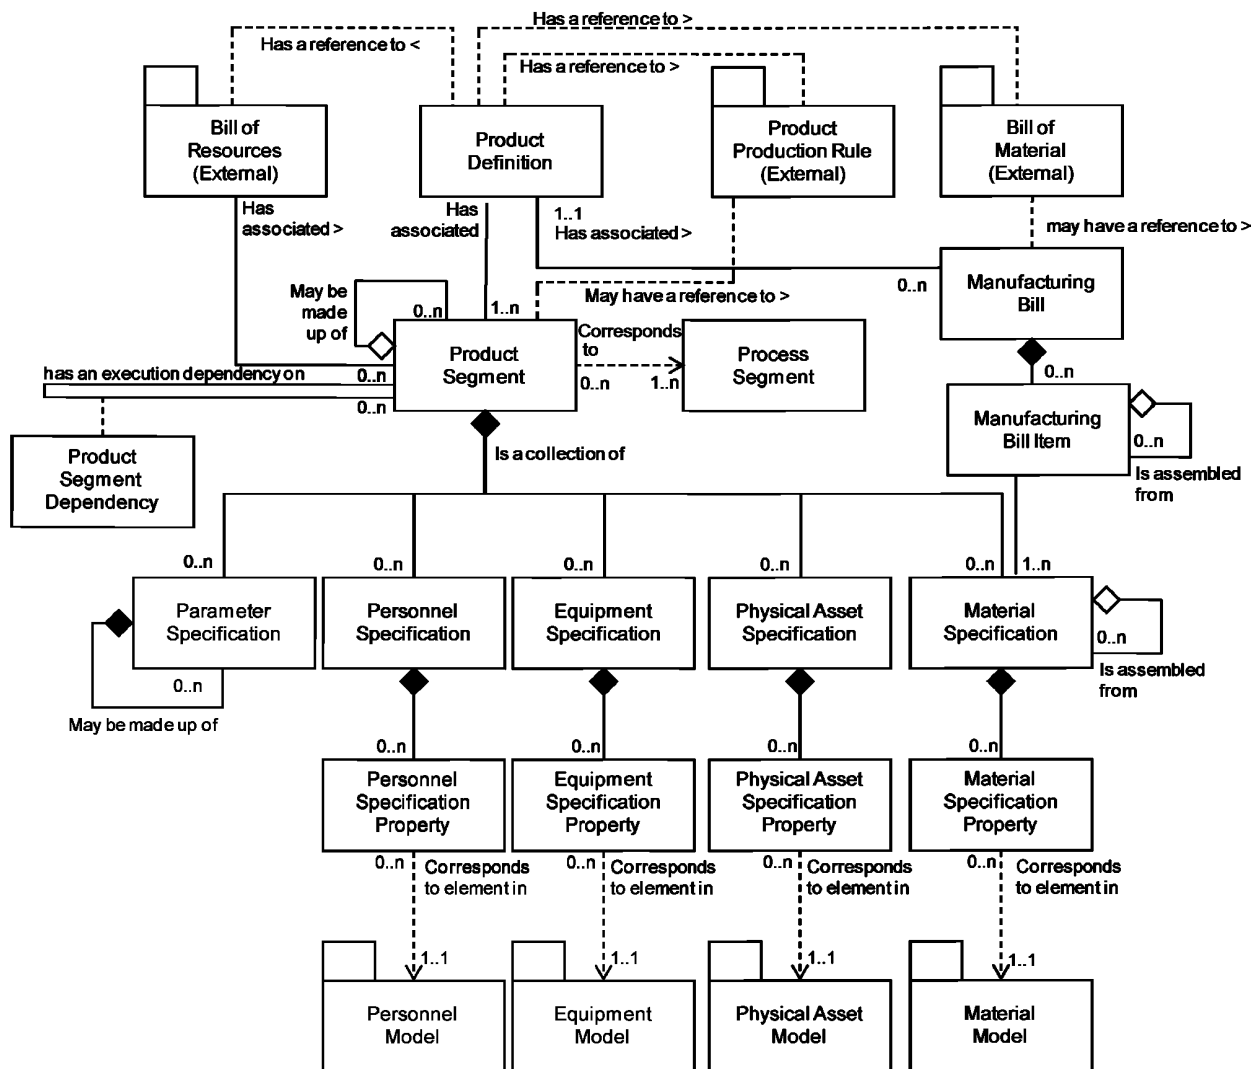 Has a reference to >
Has a reference to <
Has a reference to >
Bill of
Resources
(External)
Product
Definition
Product
Production Rule
(External)
Bill of
Material
(External)
Has
associated >
Has
associated
1..1
Has associated >
may have a reference to >
May be
made
up of
0..n
1..n
May have a reference to >
0..n
Manufacturing
Bill
Product
Segment
Corresponds
to
0..n
1..n
Process
Segment
has an execution dependency on
0..n
0..n
0..n
Manufacturing
Bill Item
0..n
Is assembled
from
Product
Segment
Dependency
Is a collection of
0..n
0..n
0..n
0..n
0..n
1..n
Parameter
Specification
Personnel
Specification
Equipment
Specification
Physical Asset
Specification
Material
Specification
0..n
Is assembled
from
0..n
May be made up of
0..n
0..n
0..n
0..n
Personnel
Specification
Property
Equipment
Specification
Property
Physical Asset
Specification
Property
Material
Specification
Property
0..n
Corresponds
to element in
0..n
Corresponds
to element in
0..n
Corresponds
to element in
0..n
Corresponds
to element in
1..1
1..1
1..1
1..1
Personnel
Model
Equipment
Model
Physical Asset
Model
Material
Model